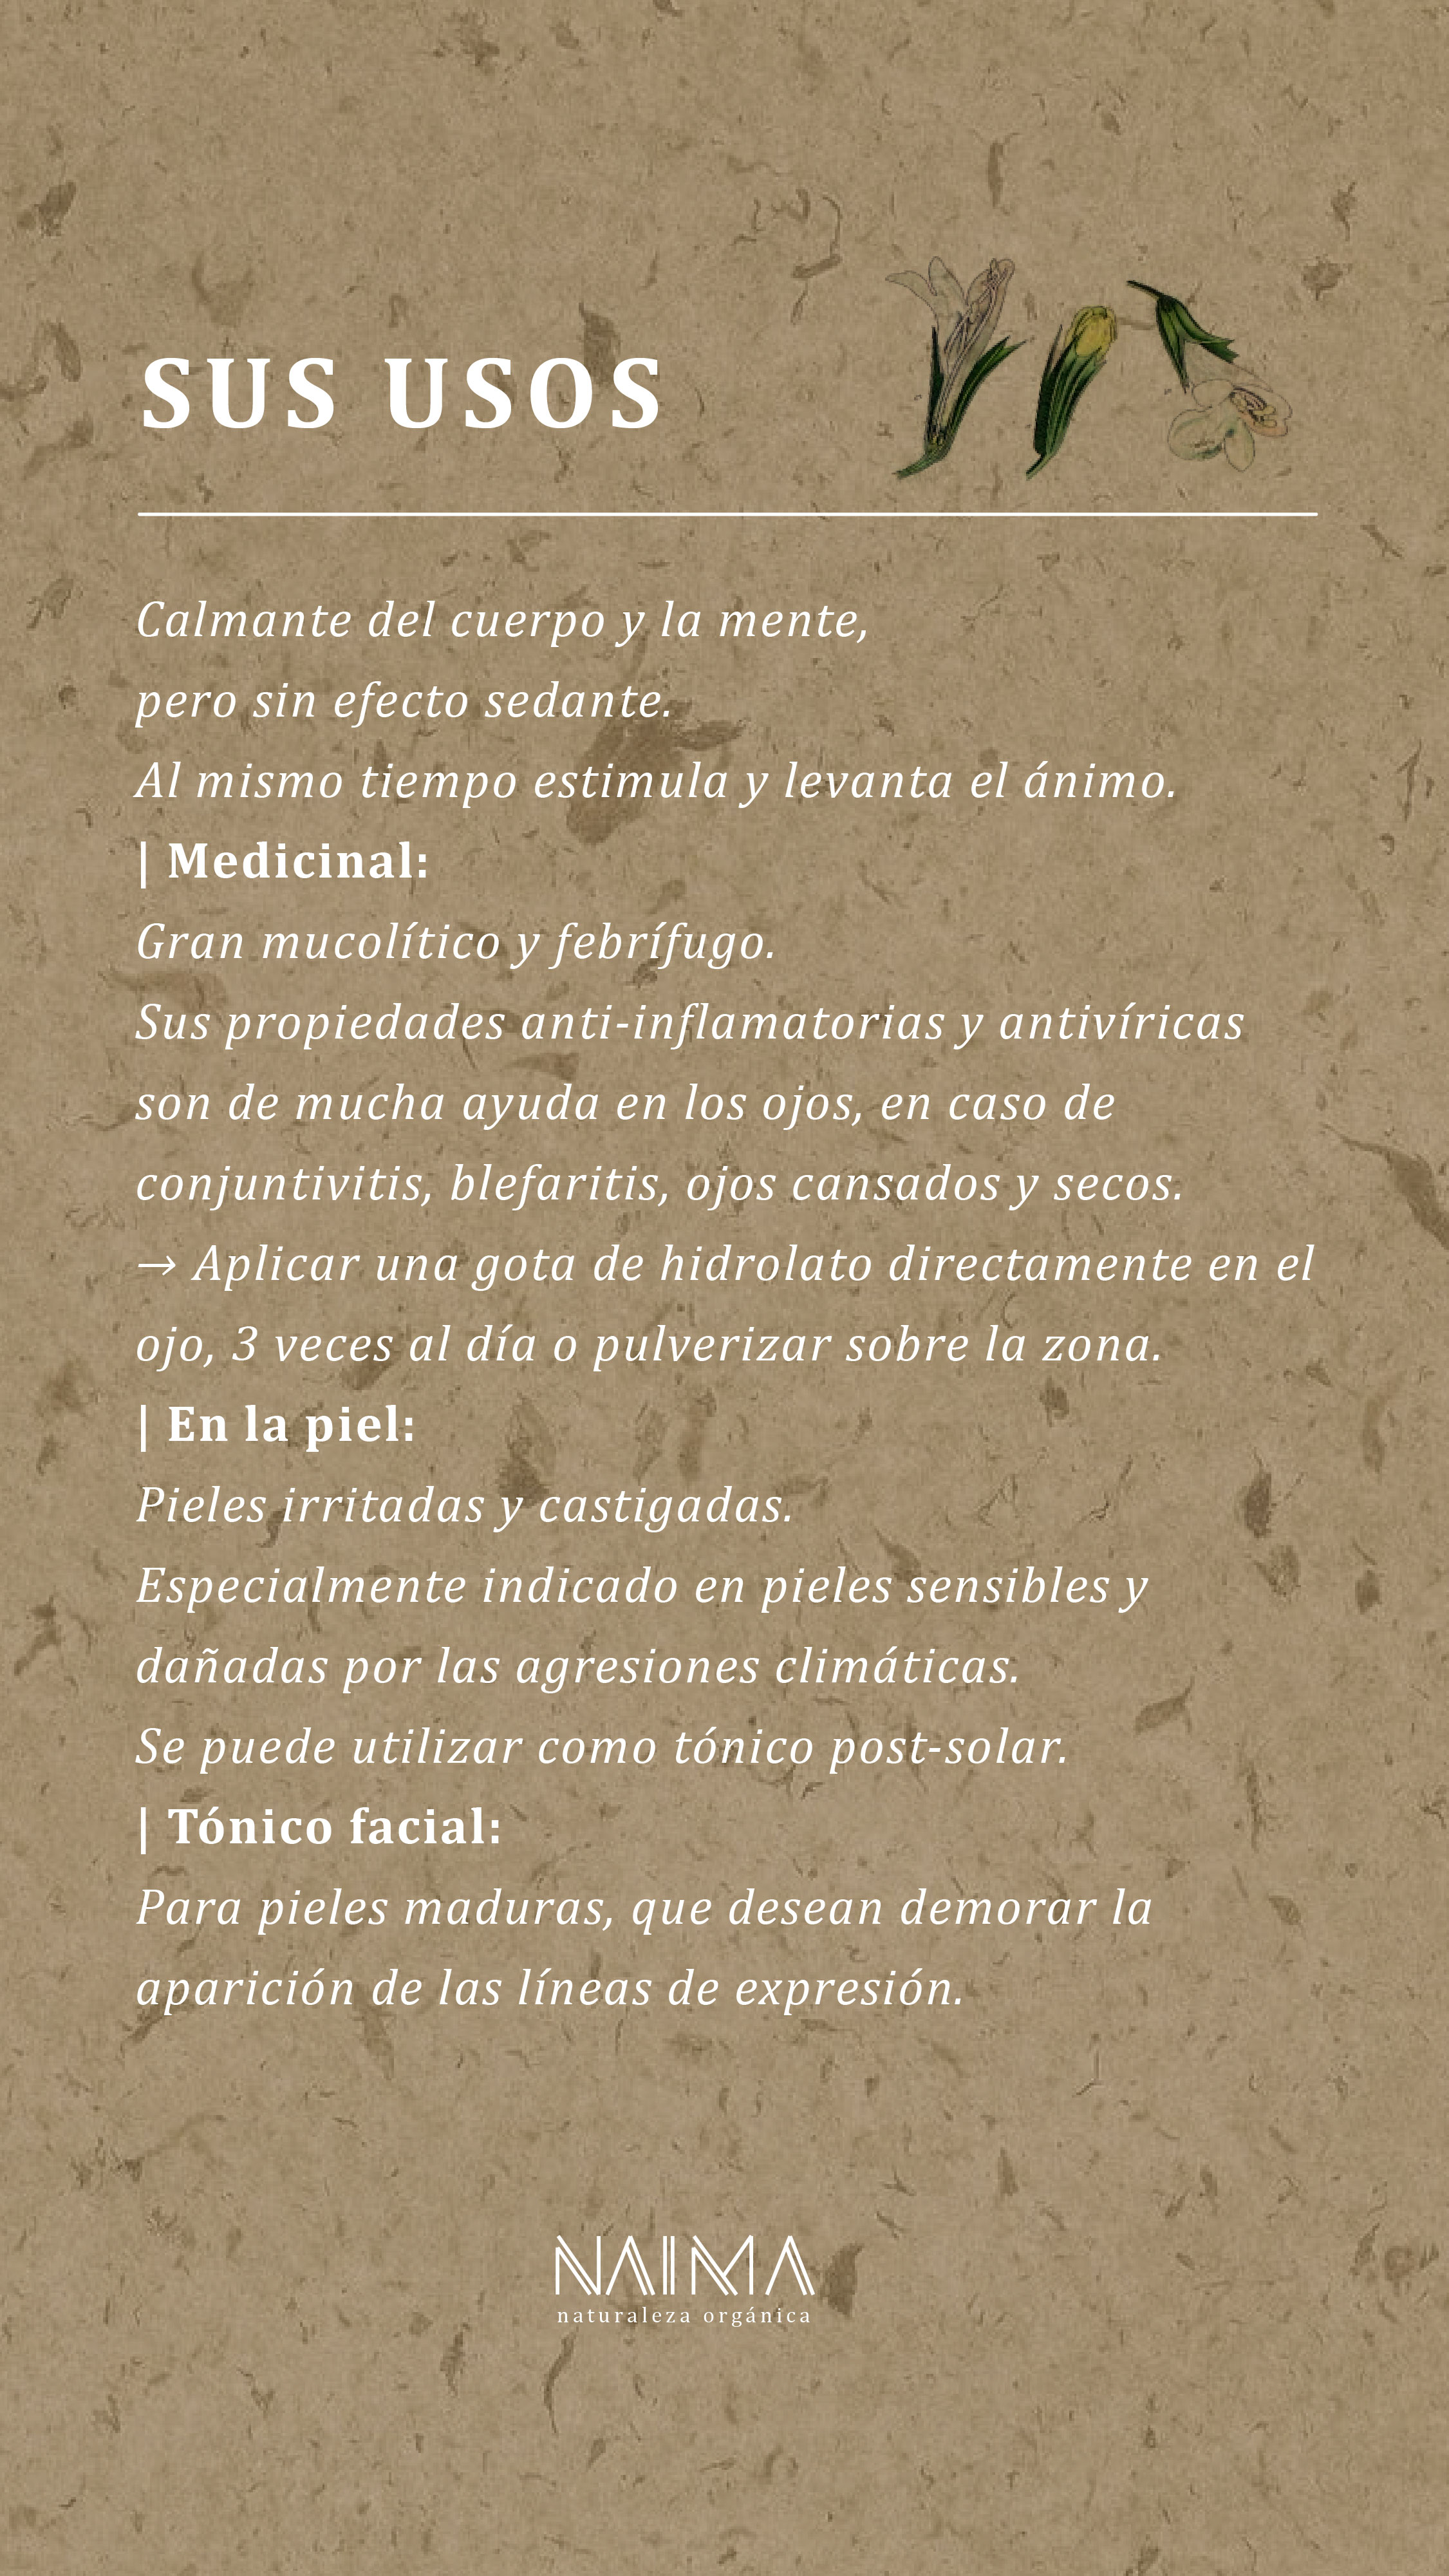 SUS USOS
Calmante del cuerpo y la mente,
pero sin efecto sedante.
Al mismo tiempo estimula y levanta el ánimo.
| Medicinal:
Gran mucolítico y febrífugo.
Sus propiedades anti-inflamatorias y antivíricas
son de mucha ayuda en los ojos, en caso de
conjuntivitis, blefaritis, ojos cansados y secos.
→ Aplicar una gota de hidrolato directamente en el
ojo, 3 veces al día o pulverizar sobre la zona.
| En la piel:
Pieles irritadas y castigadas.
Especialmente indicado en pieles sensibles y
dañadas por las agresiones climáticas.
Se puede utilizar como tónico post-solar.
| Tónico facial:
Para pieles maduras, que desean demorar la
aparición de las líneas de expresión.
NAIMA
naturaleza orgánica